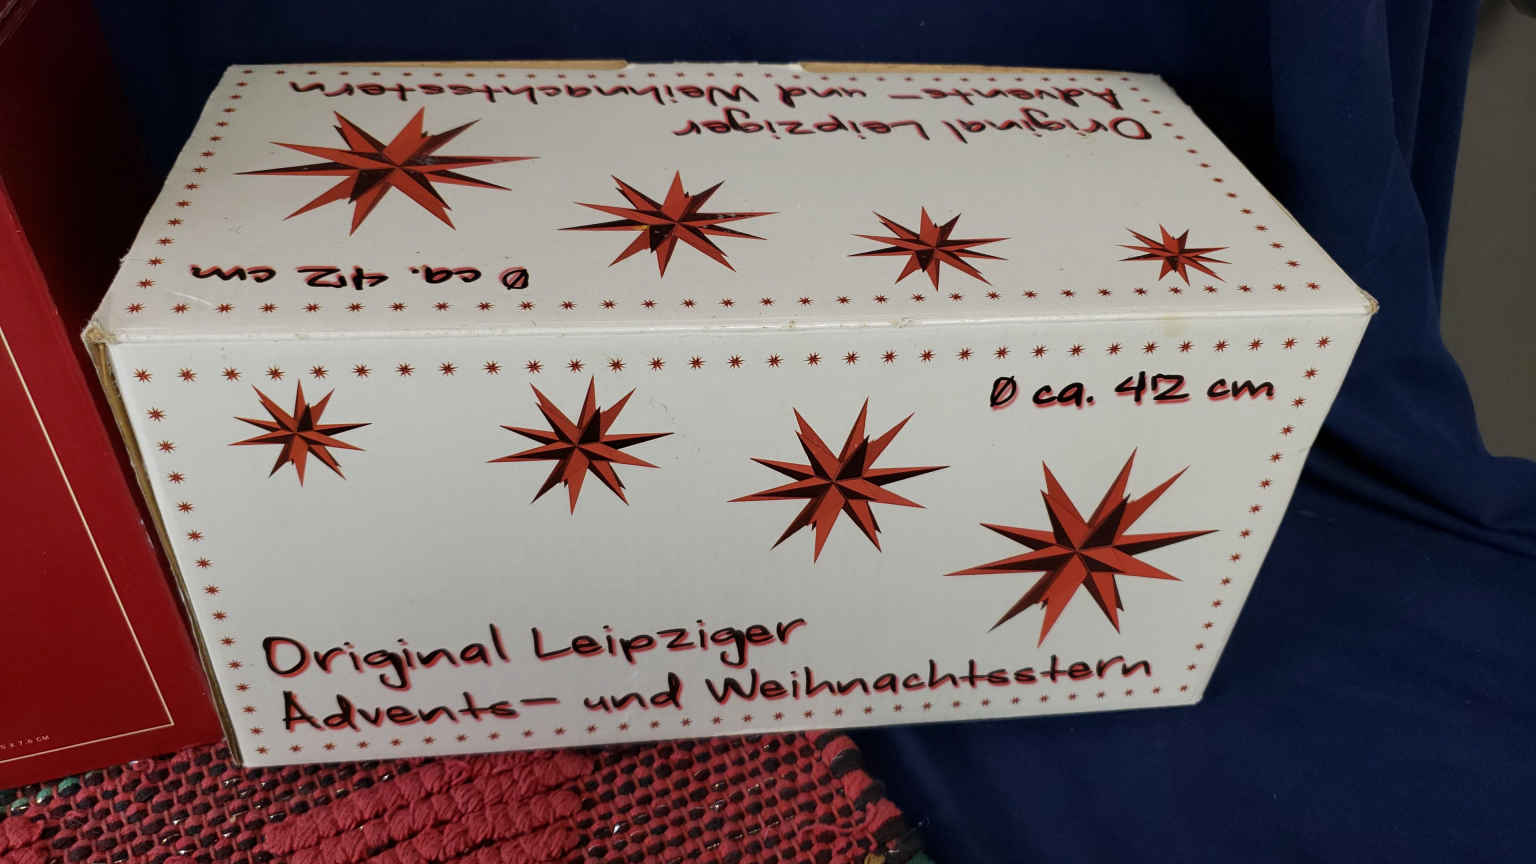 Original Leipziger
Advents- und Weihnachtsstern
Ø ca. 42 cm
Ø ca. 42 cm
Original Leipziger
Advents- und Weihnachtsstern